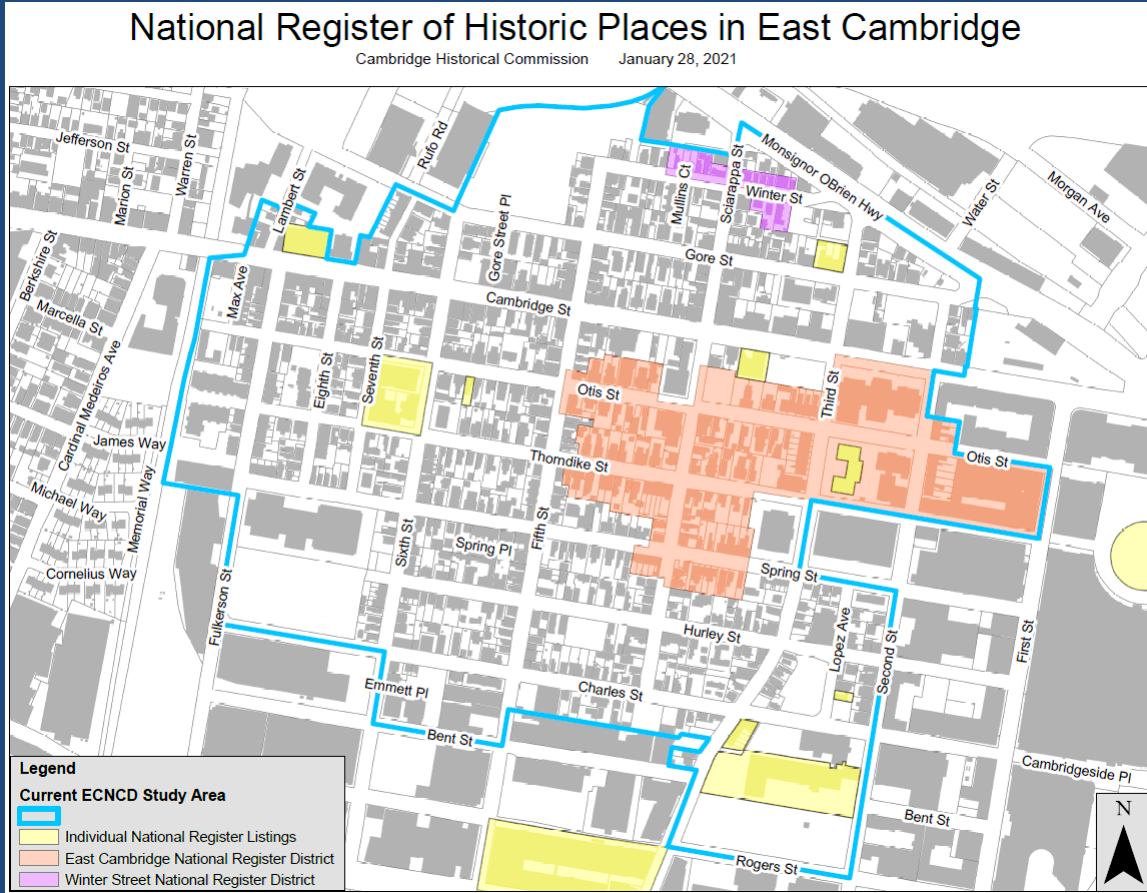 National Register of Historic Places in East Cambridge
Cambridge Historical Commission January 28, 2021
Jefferson St
Marion St
Warren St
Lambert St
Rufo Rd
Gore Street Pl
Mullins Ct
Sciarappa St
Winter St
Monsignor OBrien Hwy
Water St
Morgan Ave
Berkshire St
Marcella St
Max Ave
Gore St
Cambridge St
Cardinal Medeiros Ave
Eighth St
Seventh St
Otis St
Third St
James Way
Michael Way
Memorial Way
Thorndike St
Otis St
Cornelius Way
Fulkerson St
Sixth St
Spring Pl
Fifth St
Spring St
Hurley St
Lopez Ave
Second St
First St
Emmett Pl
Charles St
Bent St
Cambridgeside Pl
Bent St
Rogers St
Legend
Current ECNCD Study Area
Individual National Register Listings
East Cambridge National Register District
Winter Street National Register District
N